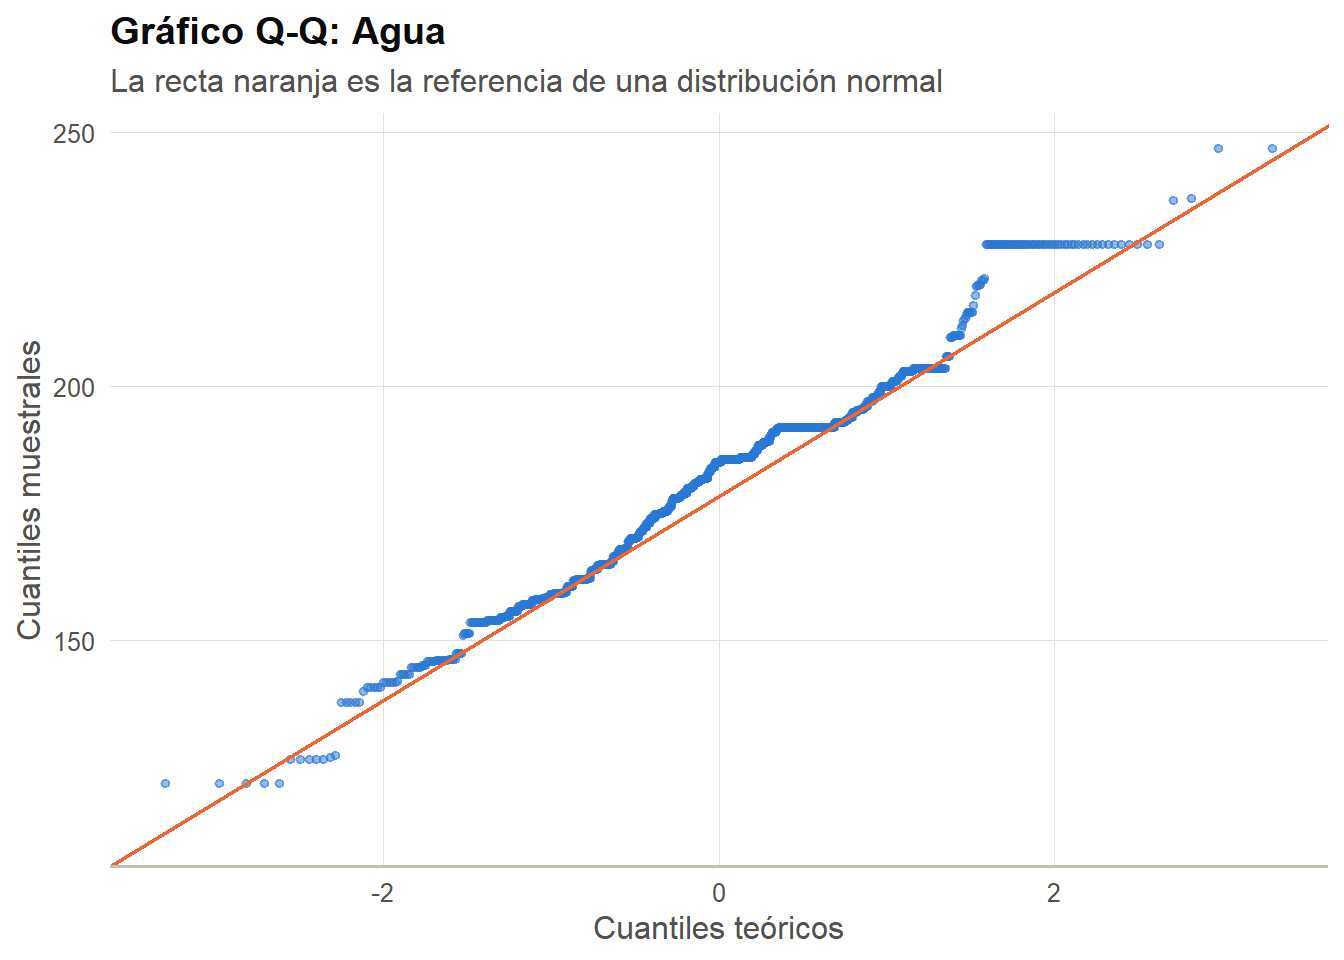 Gráfico Q-Q: Agua
La recta naranja es la referencia de una distribución normal
250
200
150
Cuantiles muestrales
-2
0
2
Cuantiles teóricos